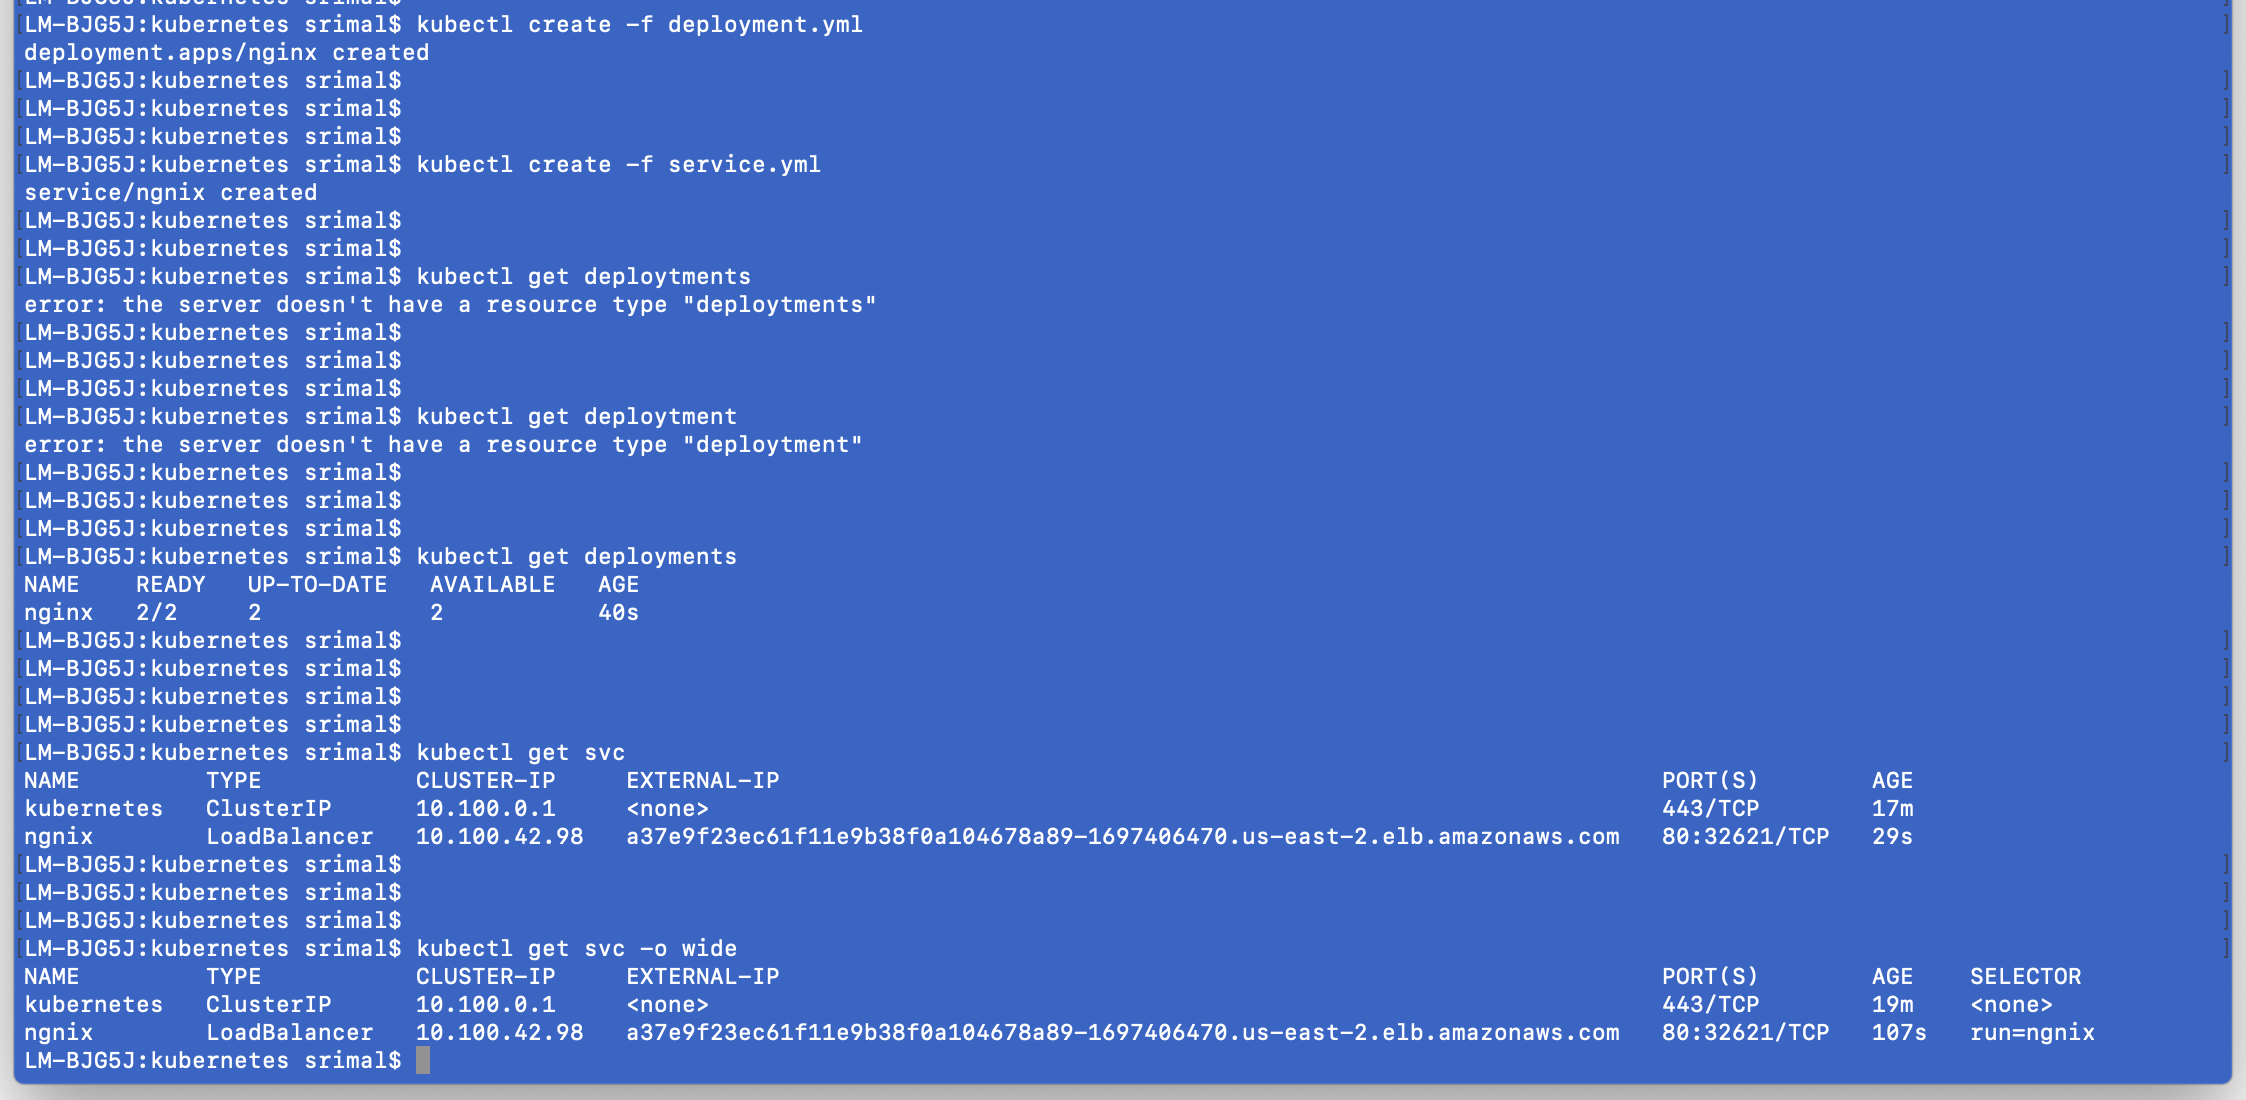 LM-BJG5J:kubernetes srimal$
[LM-BJG5J:kubernetes srimal$ kubectl create -f deployment.yml ]
deployment.apps/nginx created
[LM-BJG5J:kubernetes srimal$ ]
[LM-BJG5J:kubernetes srimal$ ]
[LM-BJG5J:kubernetes srimal$ ]
[LM-BJG5J:kubernetes srimal$ kubectl create -f service.yml ]
service/ngnix created
[LM-BJG5J:kubernetes srimal$ ]
[LM-BJG5J:kubernetes srimal$ ]
[LM-BJG5J:kubernetes srimal$ kubectl get deploytments ]
error: the server doesn't have a resource type "deploytments"
[LM-BJG5J:kubernetes srimal$ ]
[LM-BJG5J:kubernetes srimal$ ]
[LM-BJG5J:kubernetes srimal$ ]
[LM-BJG5J:kubernetes srimal$ kubectl get deploytment ]
error: the server doesn't have a resource type "deploytment"
[LM-BJG5J:kubernetes srimal$ ]
[LM-BJG5J:kubernetes srimal$ ]
[LM-BJG5J:kubernetes srimal$ ]
[LM-BJG5J:kubernetes srimal$ kubectl get deployments ]
NAME READY UP-TO-DATE AVAILABLE AGE
nginx 2/2 2 2 40s
[LM-BJG5J:kubernetes srimal$ ]
[LM-BJG5J:kubernetes srimal$ ]
[LM-BJG5J:kubernetes srimal$ ]
[LM-BJG5J:kubernetes srimal$ ]
[LM-BJG5J:kubernetes srimal$ kubectl get svc ]
NAME TYPE CLUSTER-IP EXTERNAL-IP PORT(S) AGE
kubernetes ClusterIP 10.100.0.1 <none> 443/TCP 17m
ngnix LoadBalancer 10.100.42.98 a37e9f23ec61f11e9b38f0a104678a89-1697406470.us-east-2.elb.amazonaws.com 80:32621/TCP 29s
[LM-BJG5J:kubernetes srimal$ ]
[LM-BJG5J:kubernetes srimal$ ]
[LM-BJG5J:kubernetes srimal$ ]
[LM-BJG5J:kubernetes srimal$ kubectl get svc -o wide ]
NAME TYPE CLUSTER-IP EXTERNAL-IP PORT(S) AGE SELECTOR
kubernetes ClusterIP 10.100.0.1 <none> 443/TCP 19m <none>
ngnix LoadBalancer 10.100.42.98 a37e9f23ec61f11e9b38f0a104678a89-1697406470.us-east-2.elb.amazonaws.com 80:32621/TCP 107s run=ngnix
LM-BJG5J:kubernetes srimal$